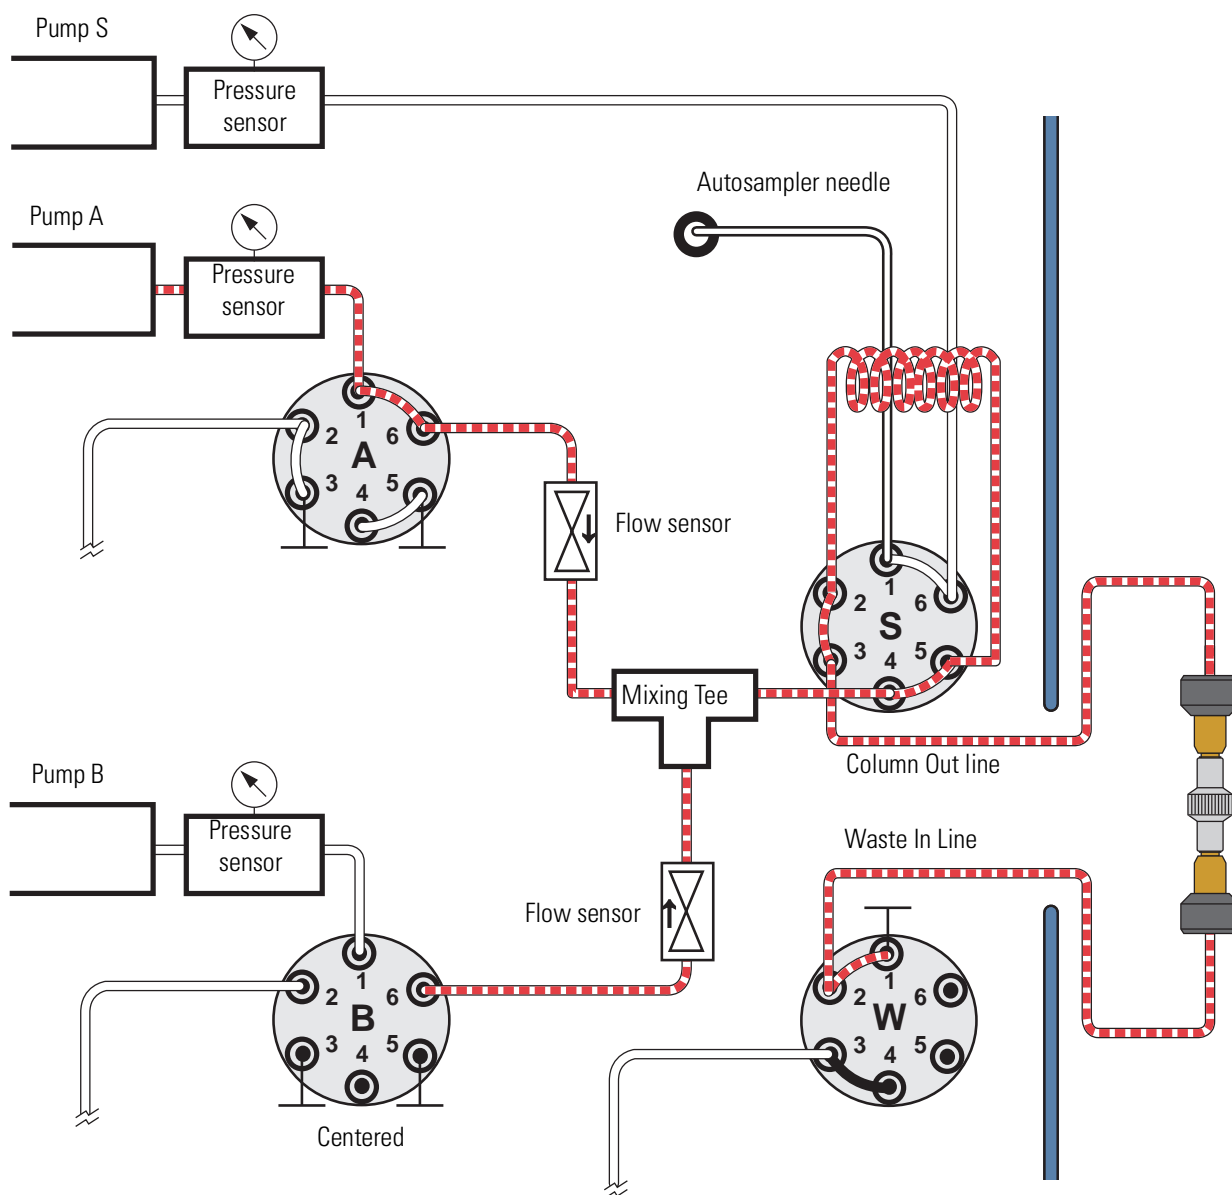 Pump S
Pressure
sensor
Autosampler needle
Pump A
Pressure
sensor
1
2
6
A
3
4
5
Flow sensor
1
2
6
S
3
4
5
Mixing Tee
Column Out line
Pump B
Pressure
sensor
Waste In Line
Flow sensor
1
2
6
B
3
4
5
Centered
1
2
6
W
3
4
5